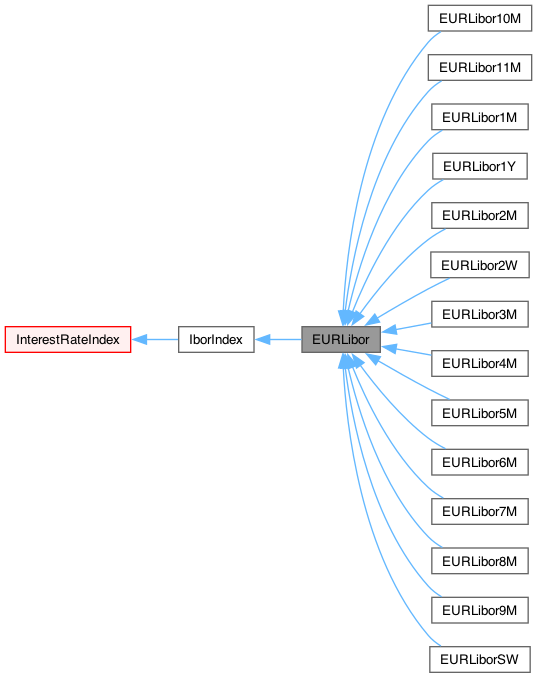 EURLibor10M
EURLibor11M
EURLibor1M
EURLibor1Y
EURLibor2M
EURLibor2W
EURLibor3M
InterestRateIndex
IborIndex
EURLibor
EURLibor4M
EURLibor5M
EURLibor6M
EURLibor7M
EURLibor8M
EURLibor9M
EURLiborSW